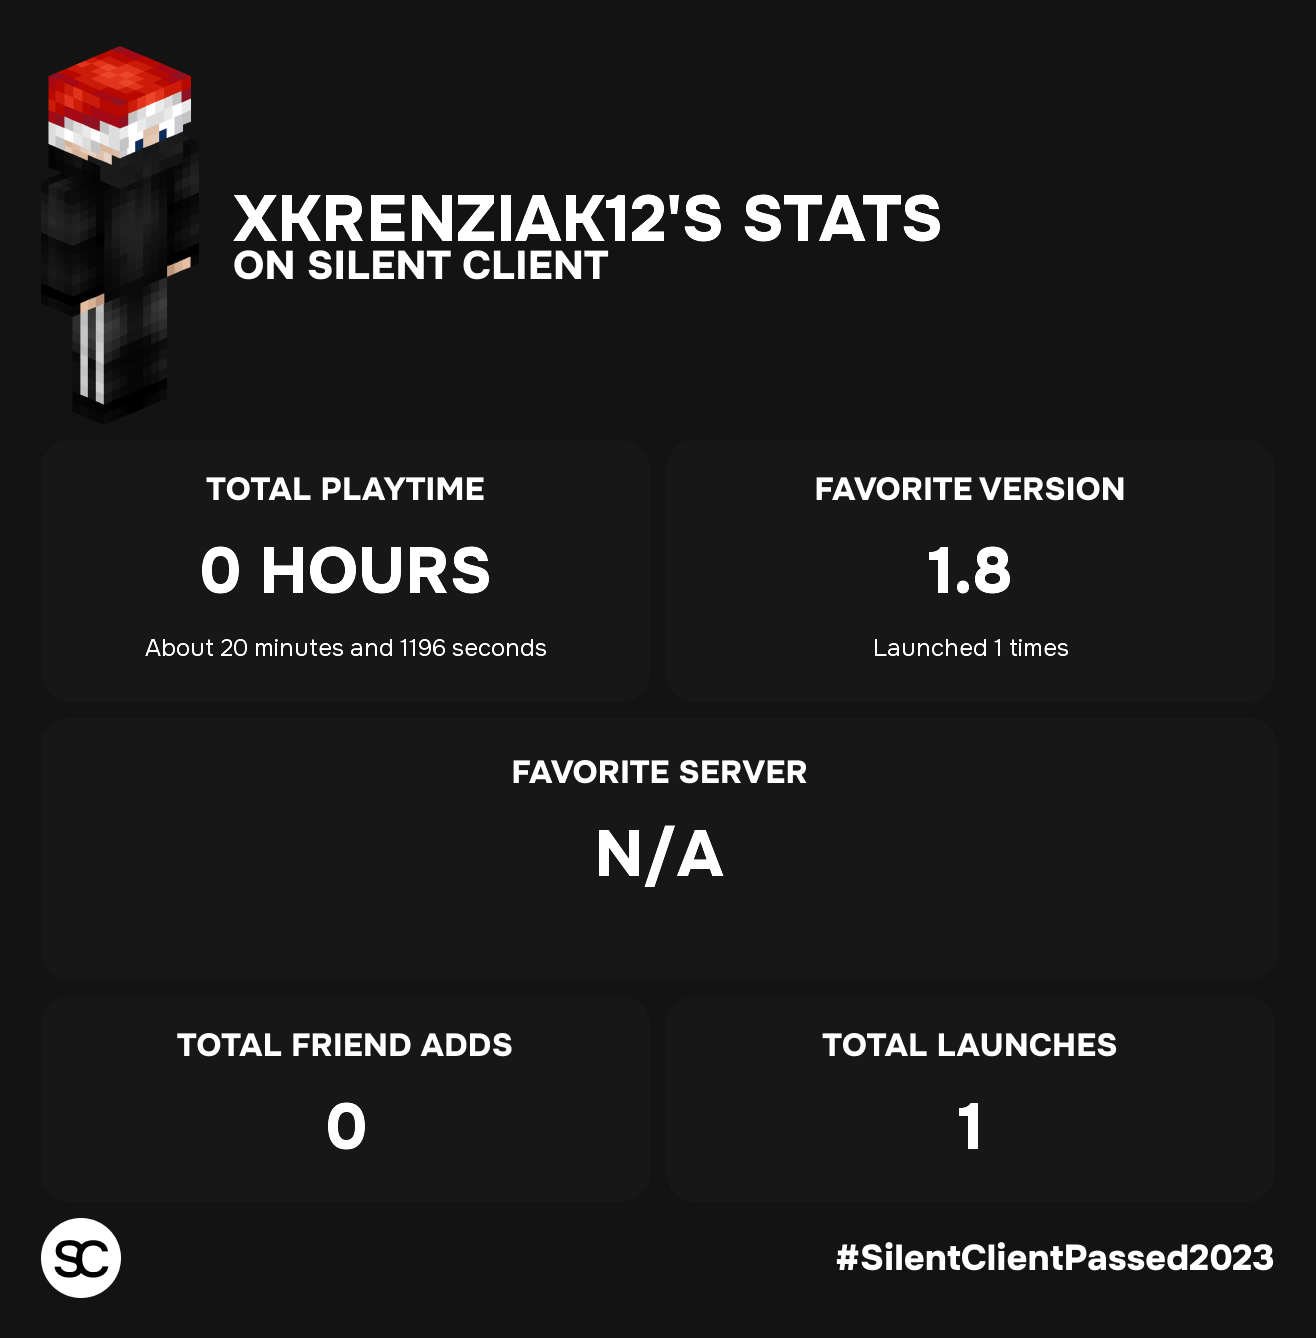 XKRENZIAK12'S STATS
ON SILENT CLIENT
TOTAL PLAYTIME
0 HOURS
About 20 minutes and 1196 seconds
FAVORITE VERSION
1.8
Launched 1 times
FAVORITE SERVER
N/A
TOTAL FRIEND ADDS
0
TOTAL LAUNCHES
1
SC
#SilentClientPassed2023